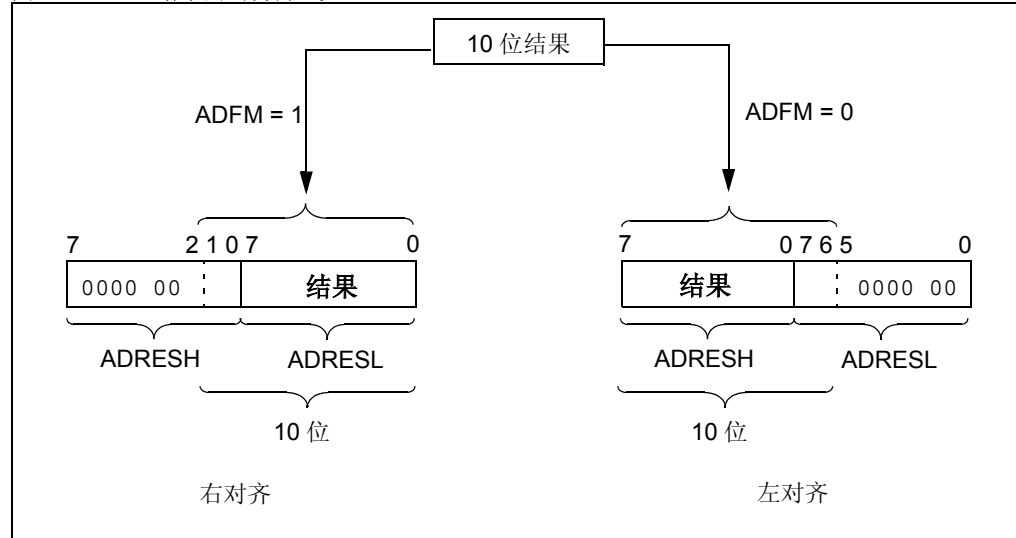 10 位结果
ADFM = 1
ADFM = 0
7 2 1 0 7 0
7 0 7 6 5 0
0000 00 结果
结果 0000 00
ADRESH ADRESL
ADRESH ADRESL
10 位
10 位
右对齐
左对齐